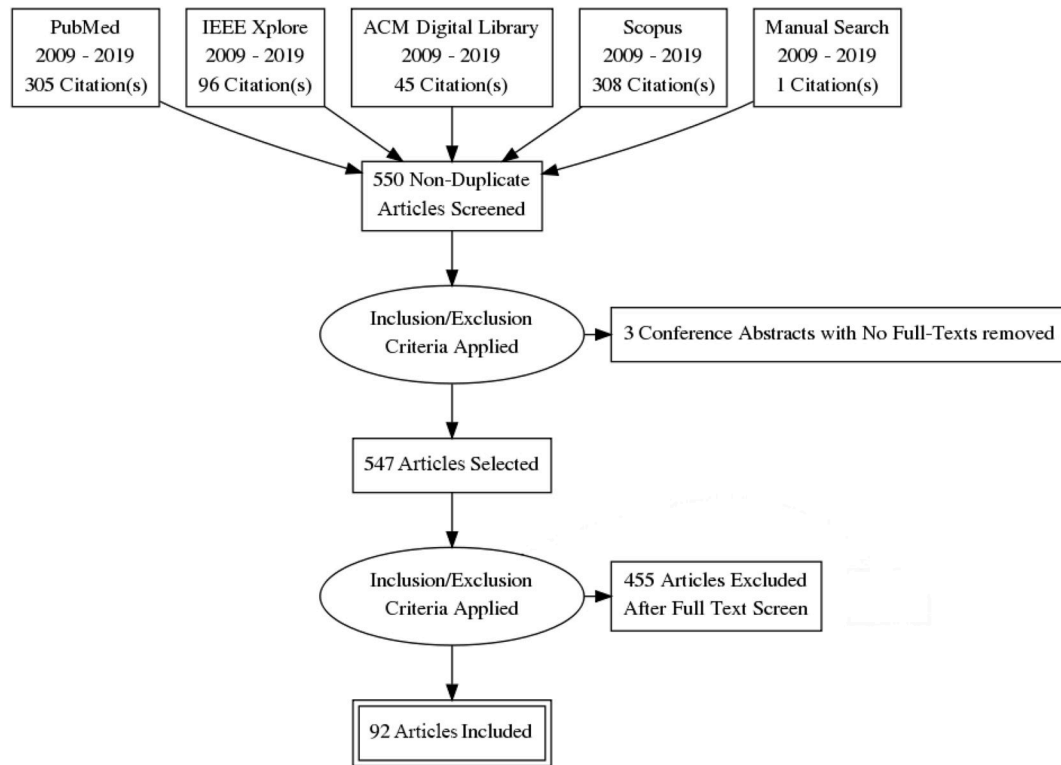 PubMed
2009 - 2019
305 Citation(s)
IEEE Xplore
2009 - 2019
96 Citation(s)
ACM Digital Library
2009 - 2019
45 Citation(s)
Scopus
2009 - 2019
308 Citation(s)
Manual Search
2009 - 2019
1 Citation(s)
550 Non-Duplicate
Articles Screened
Inclusion/Exclusion
Criteria Applied
3 Conference Abstracts with No Full-Texts removed
547 Articles Selected
Inclusion/Exclusion
Criteria Applied
455 Articles Excluded
After Full Text Screen
92 Articles Included